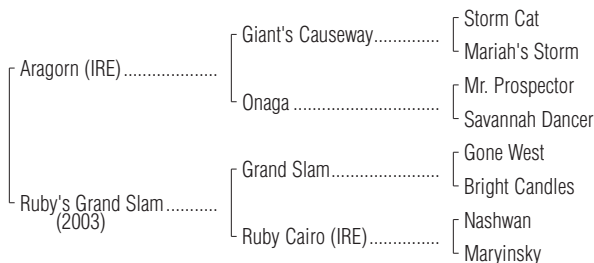 Storm Cat
Giant's Causeway..............
Mariah's Storm
Aragorn (IRE)....................
Mr. Prospector
Onaga ...............................
Savannah Dancer
Gone West
Grand Slam.......................
Bright Candles
Ruby's Grand Slam...........
(2003)
Nashwan
Ruby Cairo (IRE)...............
Maryinsky